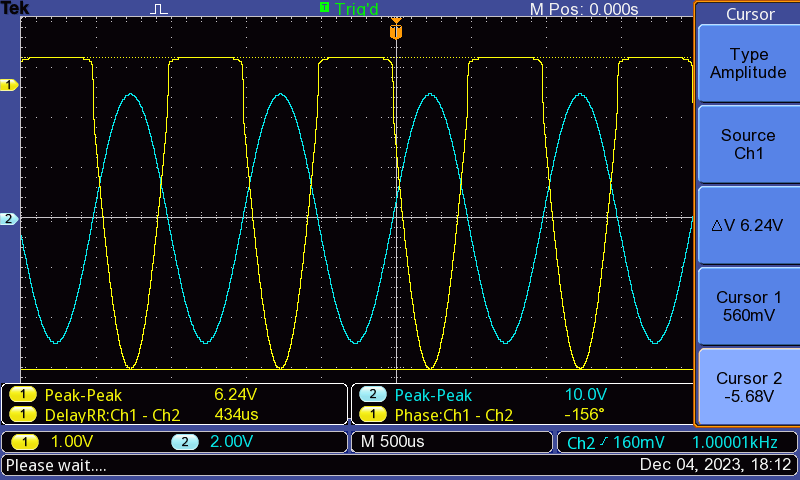 Tek T Trig'd M Pos: 0.000s Cursor
T
Type
Amplitude
1
Source
Ch1
2
△V 6.24V
Cursor 1
560mV
Cursor 2
-5.68V
1 Peak-Peak 6.24V 2 Peak-Peak 10.0V
1 DelayRR:Ch1 - Ch2 434us 1 Phase:Ch1 - Ch2 -156°
1 1.00V 2 2.00V M 500us Ch2 160mV 1.00001kHz
Please wait.... Dec 04, 2023, 18:12